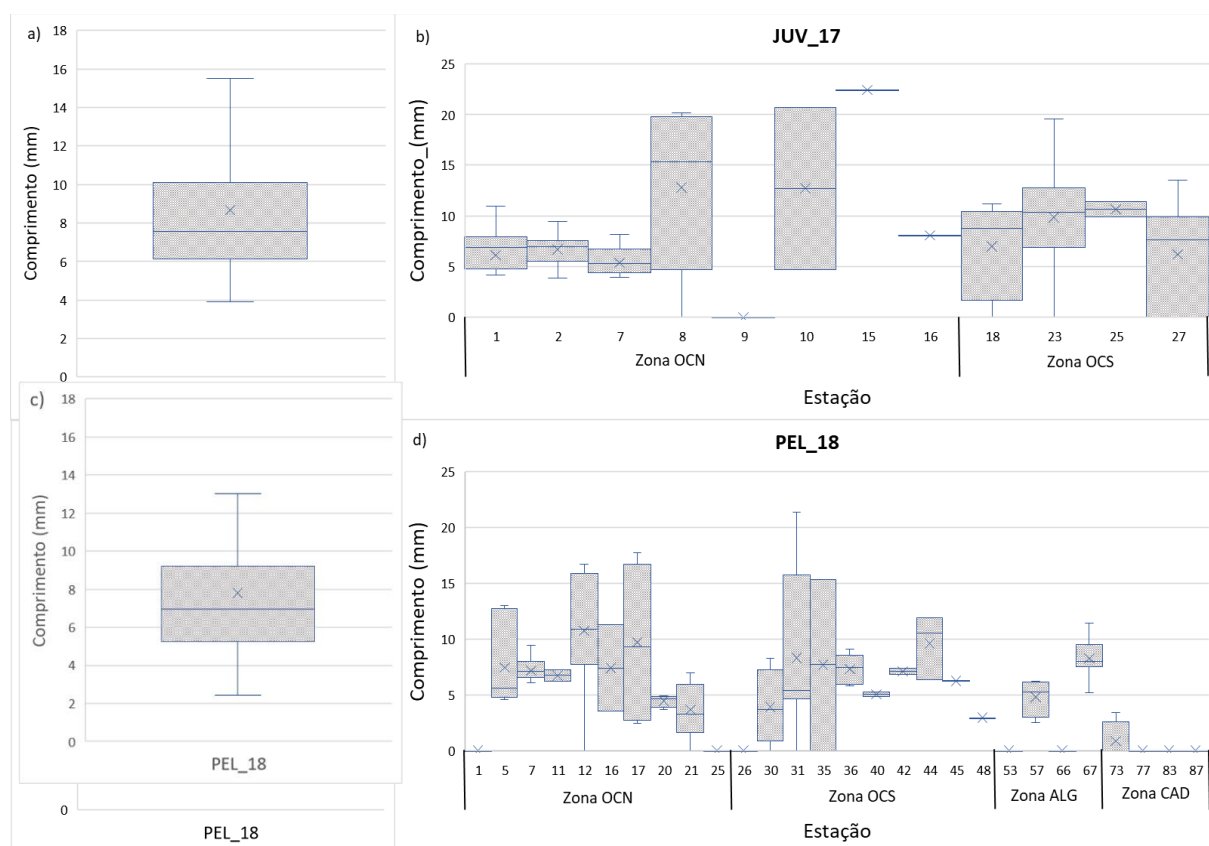 a)
18
16
14
12
10
8
6
4
2
0
Comprimento (mm)
b)
JUV_17
25
20
15
10
5
0
Comprimento_(mm)
1 2 7 8 9 10 15 16 18 23 25 27
Zona OCN Zona OCS
Estação
c)
18
16
14
12
10
8
6
4
2
0
Comprimento (mm)
PEL_18
0
PEL_18
d)
PEL_18
25
20
15
10
5
0
Comprimento (mm)
1 5 7 11 12 16 17 20 21 25 26 30 31 35 36 40 42 44 45 48 53 57 66 67 73 77 83 87
Zona OCN Zona OCS Zona ALG Zona CAD
Estação